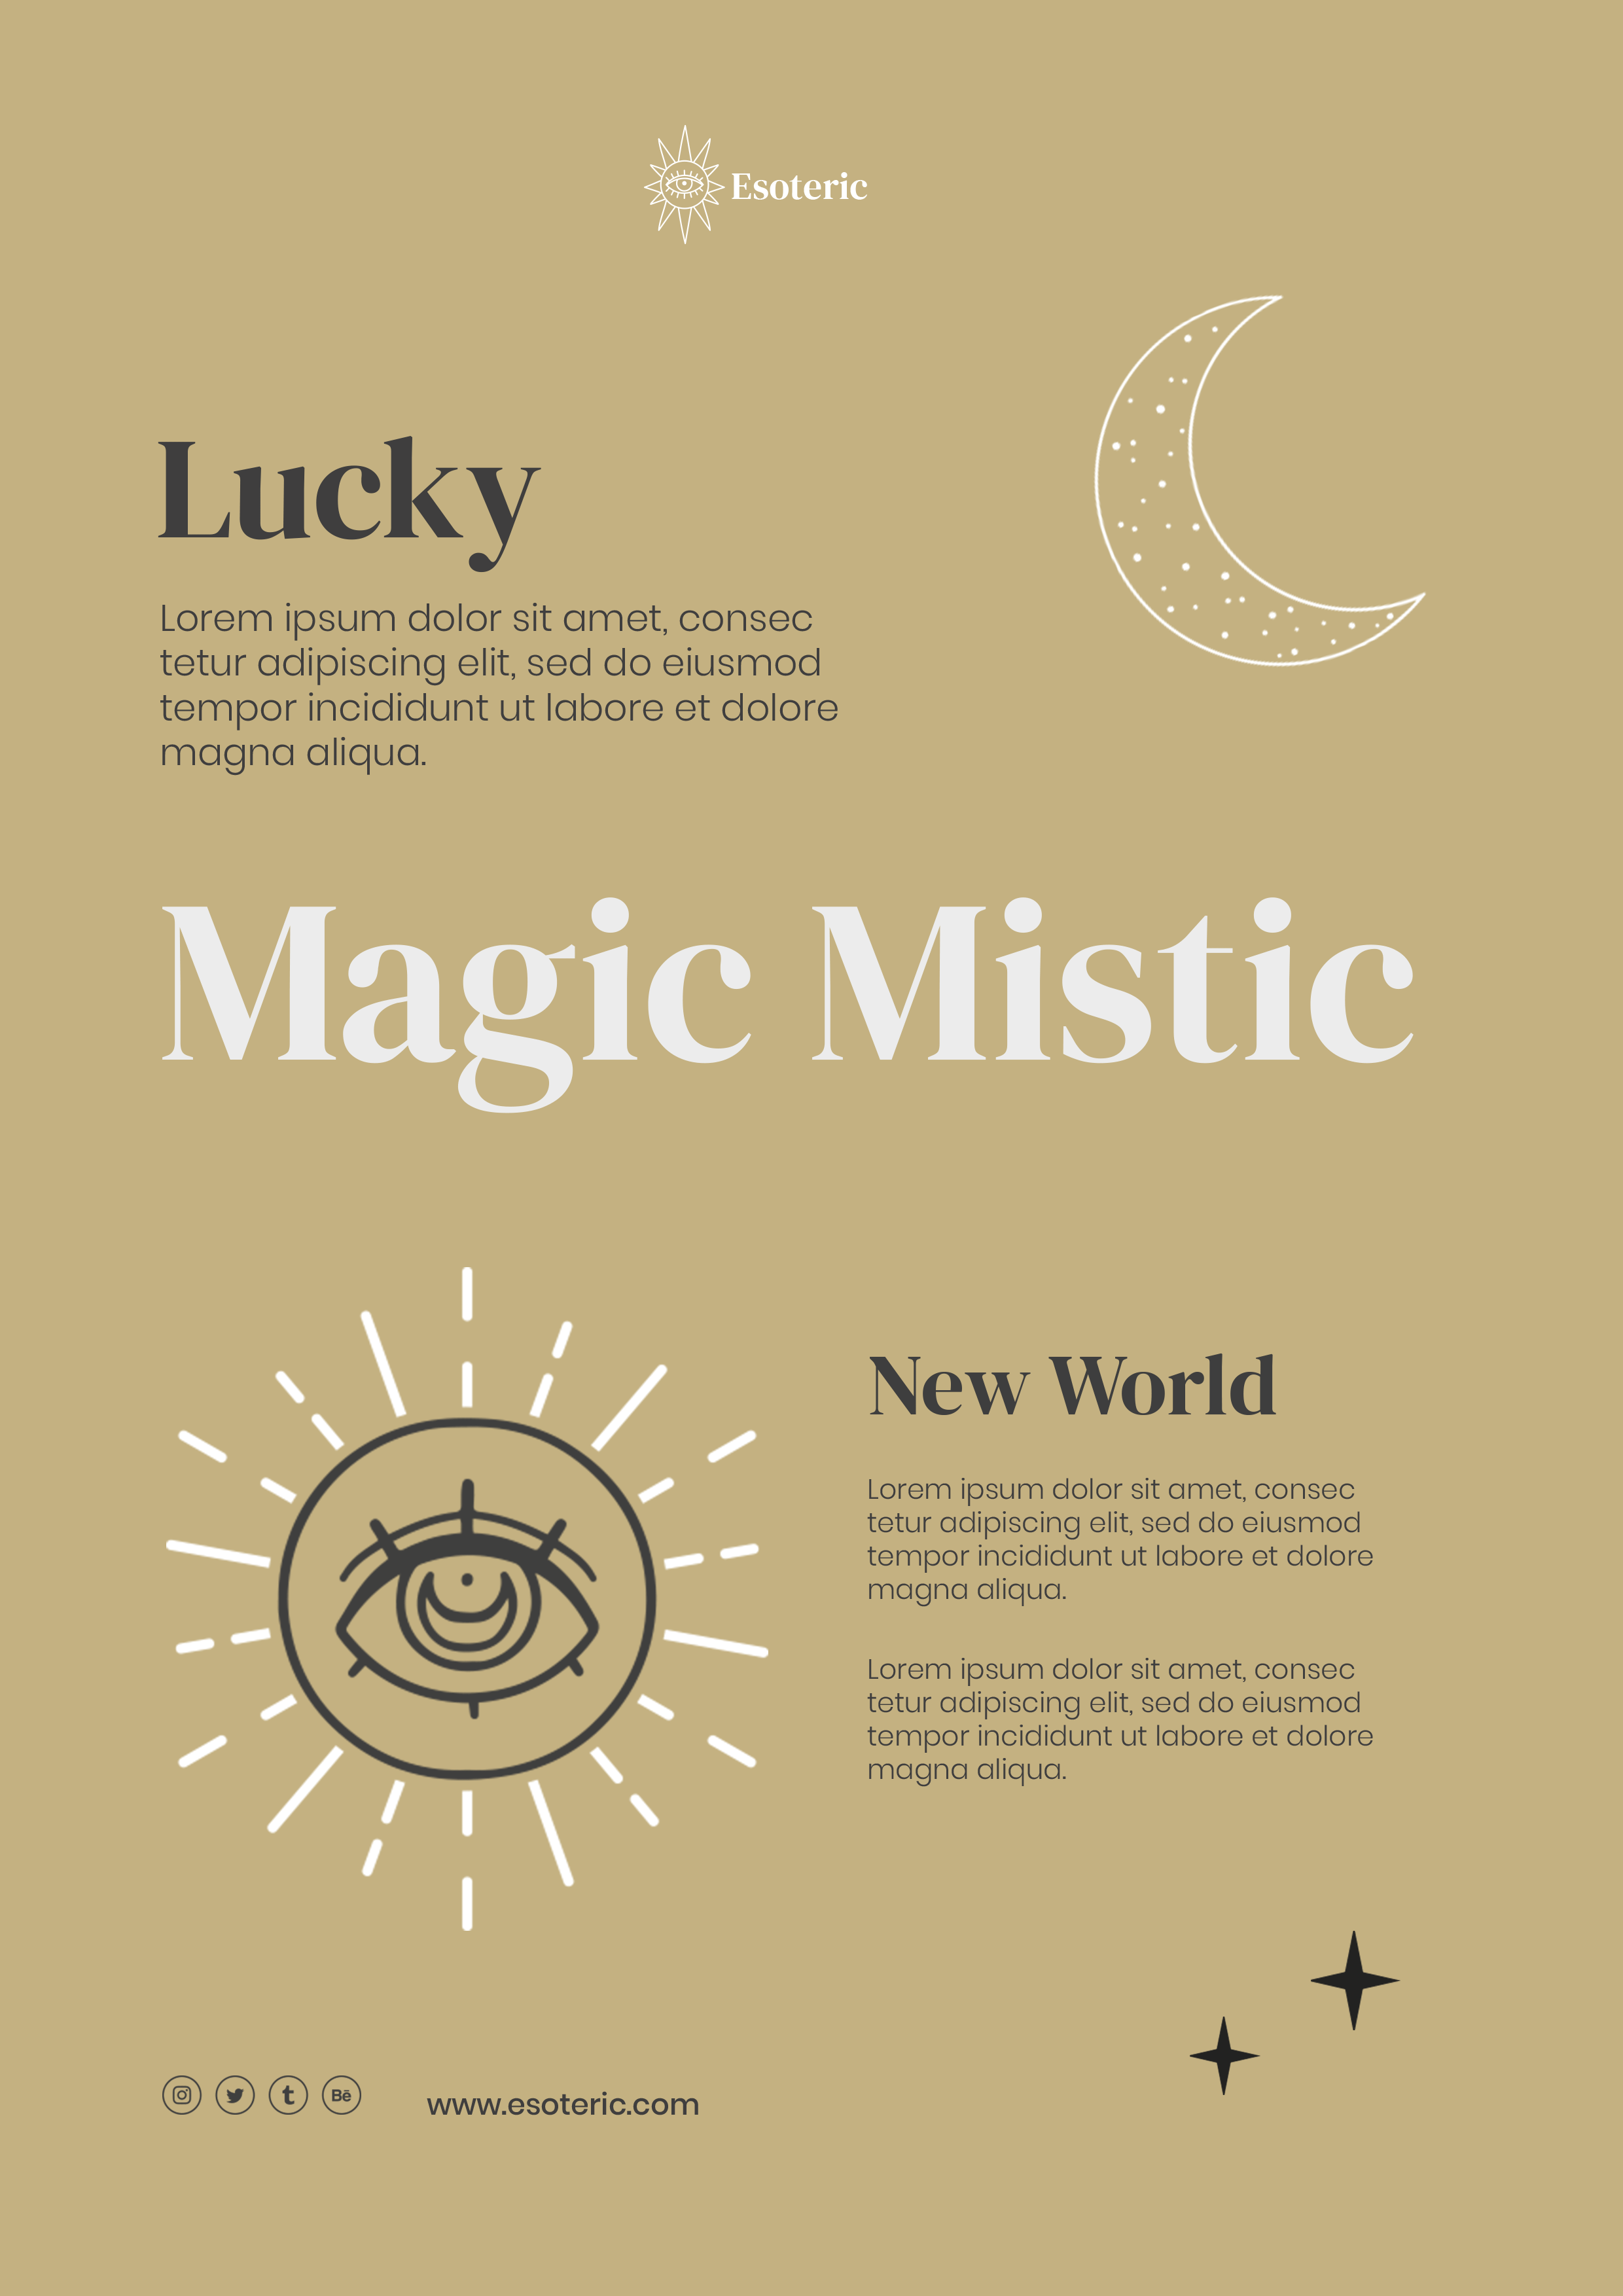 Esoteric
Lucky
Lorem ipsum dolor sit amet, consec
tetur adipiscing elit, sed do eiusmod
tempor incididunt ut labore et dolore
magna aliqua.
Magic Mistic
New World
Lorem ipsum dolor sit amet, consec
tetur adipiscing elit, sed do eiusmod
tempor incididunt ut labore et dolore
magna aliqua.
Lorem ipsum dolor sit amet, consec
tetur adipiscing elit, sed do eiusmod
tempor incididunt ut labore et dolore
magna aliqua.
t Bē www.esoteric.com